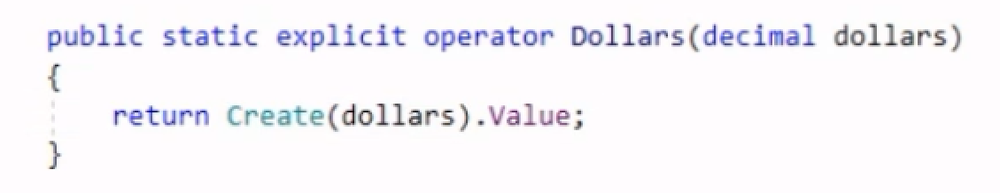 public static explicit operator Dollars(decimal dollars)
{
    return Create(dollars).Value;
}